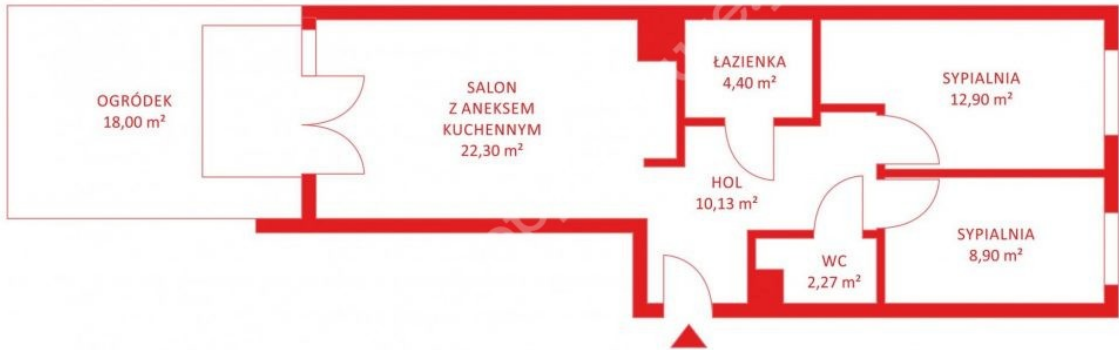 OGRÓDEK
18,00 m²
SALON
Z ANEKSEM
KUCHENNYM
22,30 m²
ŁAZIENKA
4,40 m²
SYPIALNIA
12,90 m²
HOL
10,13 m²
WC
2,27 m²
SYPIALNIA
8,90 m²